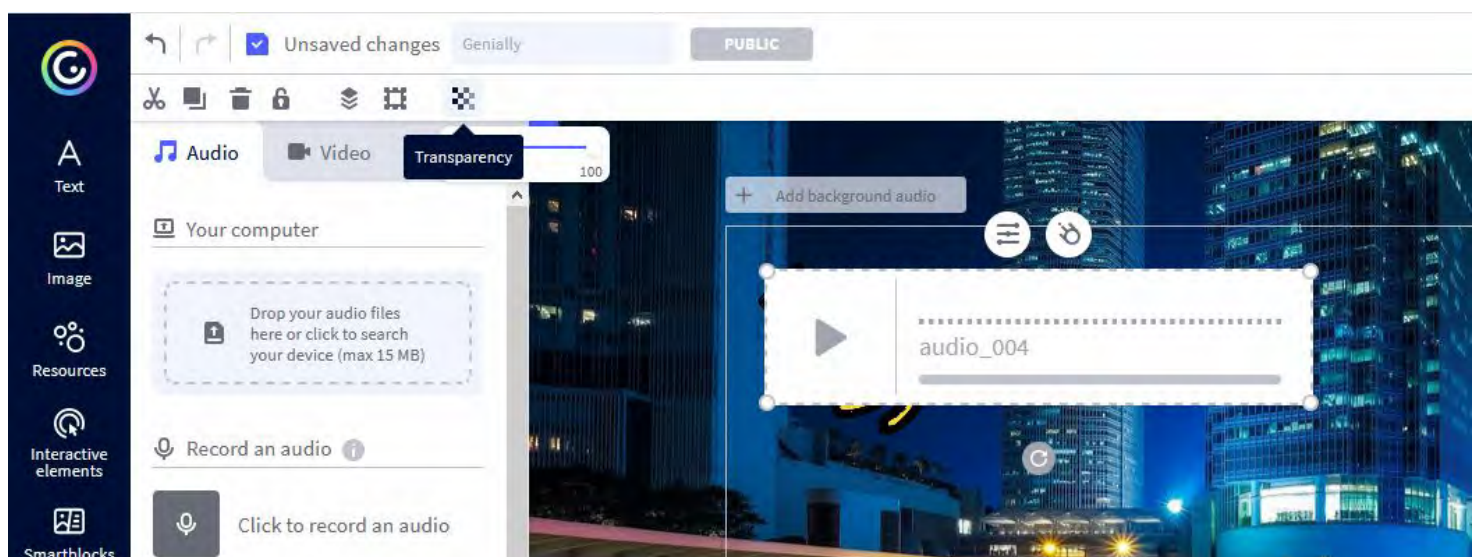 Unsaved changes
Genially
PUBLIC
Text
Image
Resources
Interactive
elements
Smartblocks
Audio
Video
Transparency
100
Your computer
Drop your audio files
here or click to search
your device (max 15 MB)
Record an audio
Click to record an audio
Add background audio
audio_004